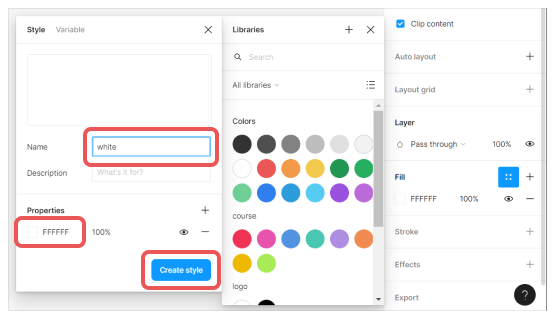 Style Variable
Name white
Description What's it for?
Properties
FFFFFF 100%
Create style
Libraries
Search
All libraries
Colors
course
logo
Clip content
Auto layout
Layout grid
Layer
Pass through 100%
Fill
FFFFFF 100%
Stroke
Effects
Export
?